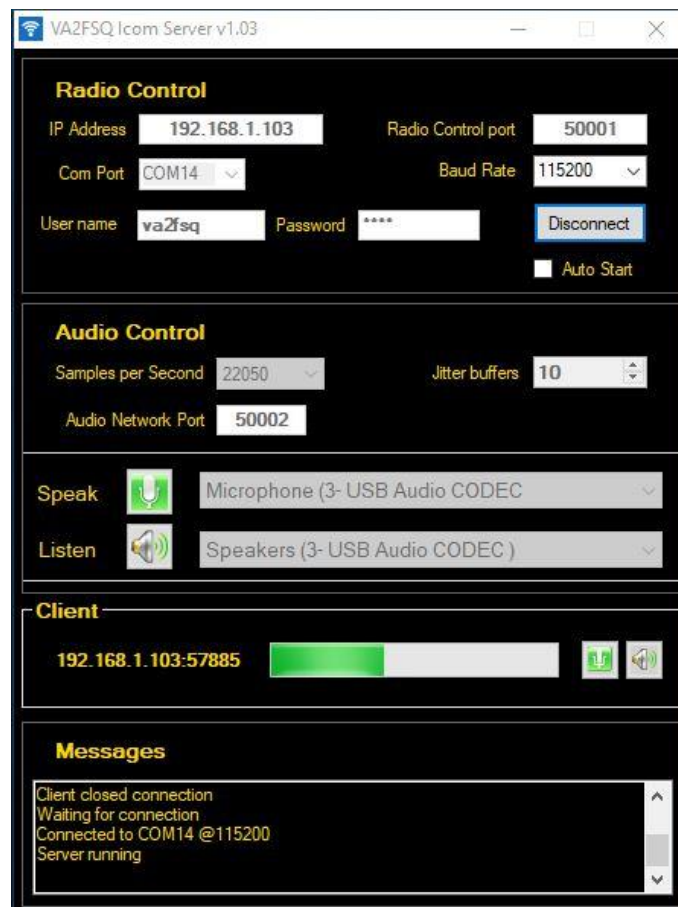 VA2FSQ Icom Server v1.03
Radio Control
IP Address 192.168.1.103 Radio Control port 50001
Com Port COM14 Baud Rate 115200
User name va2fsq Password **** Disconnect
Auto Start
Audio Control
Samples per Second 22050 Jitter buffers 10
Audio Network Port 50002
Speak Microphone (3- USB Audio CODEC
Listen Speakers (3- USB Audio CODEC )
Client
192.168.1.103:57885
Messages
Client closed connection
Waiting for connection
Connected to COM14 @115200
Server running